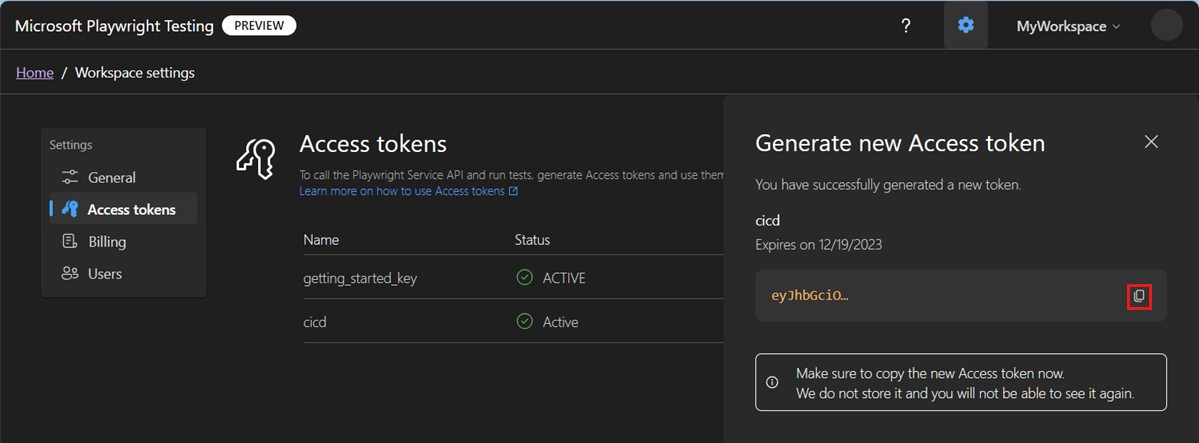 Microsoft Playwright Testing PREVIEW ? MyWorkspace
Home / Workspace settings
Settings
General
Access tokens
Billing
Users
Access tokens
To call the Playwright Service API and run tests, generate Access tokens and use them
Learn more on how to use Access tokens
Name Status
getting_started_key ACTIVE
cicd Active
Generate new Access token
You have successfully generated a new token.
cicd
Expires on 12/19/2023
eyJhbGciO…
Make sure to copy the new Access token now.
We do not store it and you will not be able to see it again.